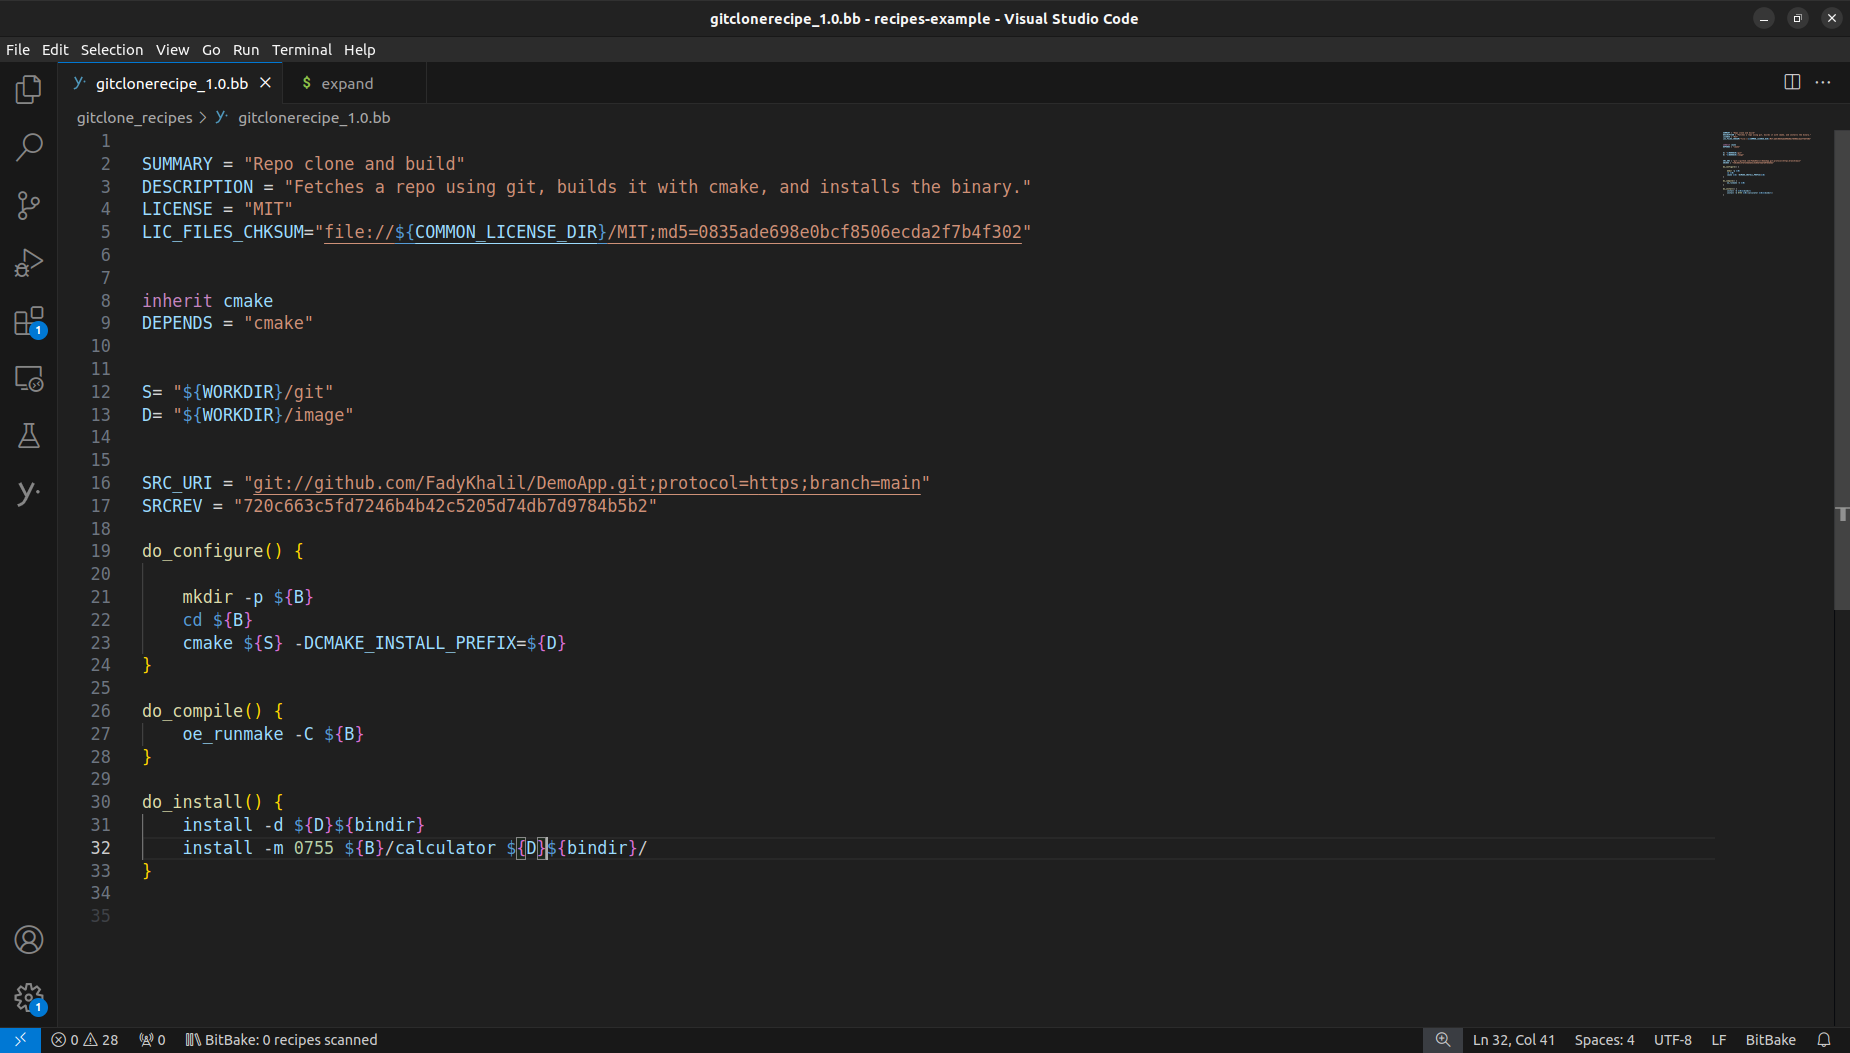 gitclonerecipe_1.0.bb - recipes-example - Visual Studio Code
File Edit Selection View Go Run Terminal Help
gitclonerecipe_1.0.bb
$ expand
gitclone_recipes > gitclonerecipe_1.0.bb
1
2 SUMMARY = "Repo clone and build"
3 DESCRIPTION = "Fetches a repo using git, builds it with cmake, and installs the binary."
4 LICENSE = "MIT"
5 LIC_FILES_CHKSUM="file://${COMMON_LICENSE_DIR}/MIT;md5=0835ade698e0bcf8506ecda2f7b4f302"
6
7
8 inherit cmake
9 DEPENDS = "cmake"
10
11
12 S= "${WORKDIR}/git"
13 D= "${WORKDIR}/image"
14
15
16 SRC_URI = "git://github.com/FadyKhalil/DemoApp.git;protocol=https;branch=main"
17 SRCREV = "720c663c5fd7246b4b42c5205d74db7d9784b5b2"
18
19 do_configure() {
20
21 mkdir -p ${B}
22 cd ${B}
23 cmake ${S} -DCMAKE_INSTALL_PREFIX=${D}
24 }
25
26 do_compile() {
27 oe_runmake -C ${B}
28 }
29
30 do_install() {
31 install -d ${D}${bindir}
32 install -m 0755 ${B}/calculator ${D}${bindir}/
33 }
34
35
1
1
0 28 0 BitBake: 0 recipes scanned Ln 32, Col 41 Spaces: 4 UTF-8 LF BitBake